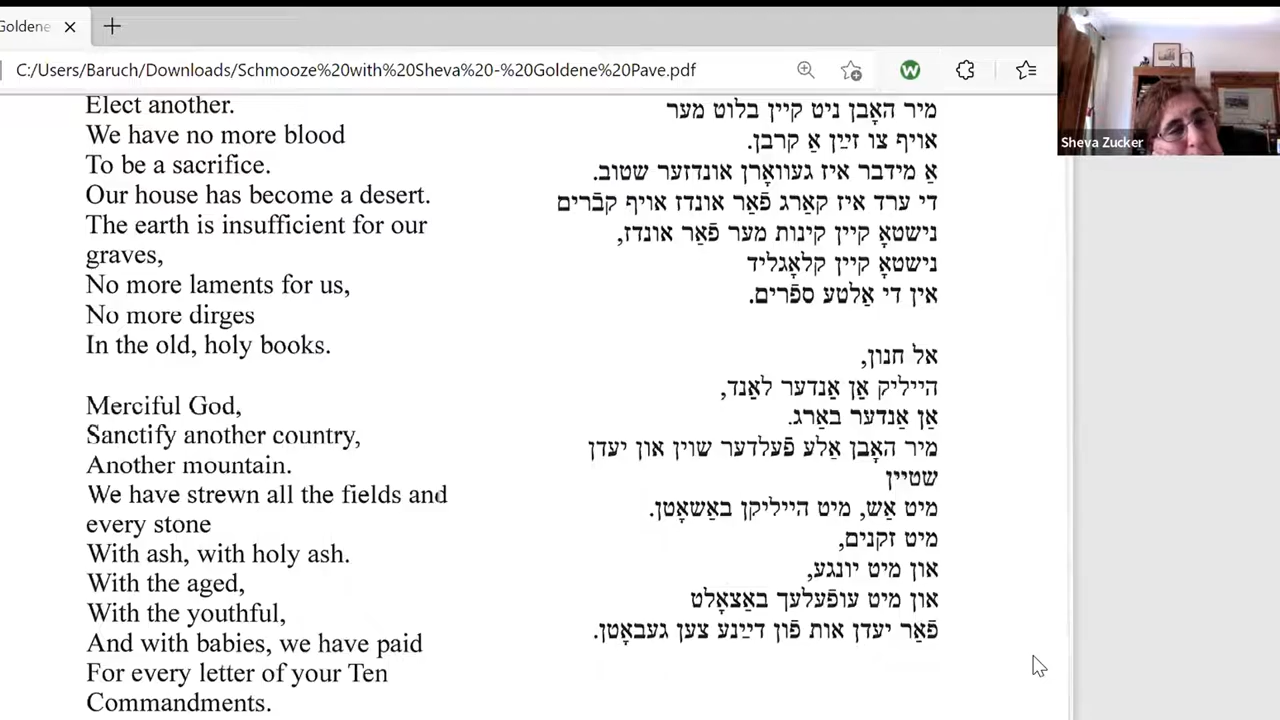 Goldene
C:/Users/Baruch/Downloads/Schmooze%20with%20Sheva%20-%20Goldene%20Pave.pdf
Sheva Zucker
Elect another.
We have no more blood
To be a sacrifice.
Our house has become a desert.
The earth is insufficient for our
graves,
No more laments for us,
No more dirges
In the old, holy books.
Merciful God,
Sanctify another country,
Another mountain.
We have strewn all the fields and
every stone
With ash, with holy ash.
With the aged,
With the youthful,
And with babies, we have paid
For every letter of your Ten
Commandments.
מיר האָבן ניט קיין בלוט מער
אויף צו זײַן אַ קרבן.
אַ מידבר איז געוואָרן אונדזער שטוב.
די ערד איז קאַרג פֿאַר אונדז אויף קבֿרים
נישטאָ קיין קינות מער פֿאַר אונדז,
נישטאָ קיין קלאָגליד
אין די אַלטע ספֿרים.
אל חנון,
הייליק אַן אַנדער לאַנד,
אַן אַנדער באַרג.
מיר האָבן אַלע פֿעלדער שוין און יעדן
שטיין
מיט אַש, מיט הייליקן באַשאָטן.
מיט זקנים,
און מיט יונגע,
און מיט עופֿעלעך באַצאָלט
פֿאַר יעדן אות פֿון דײַנע צען געבאָטן.